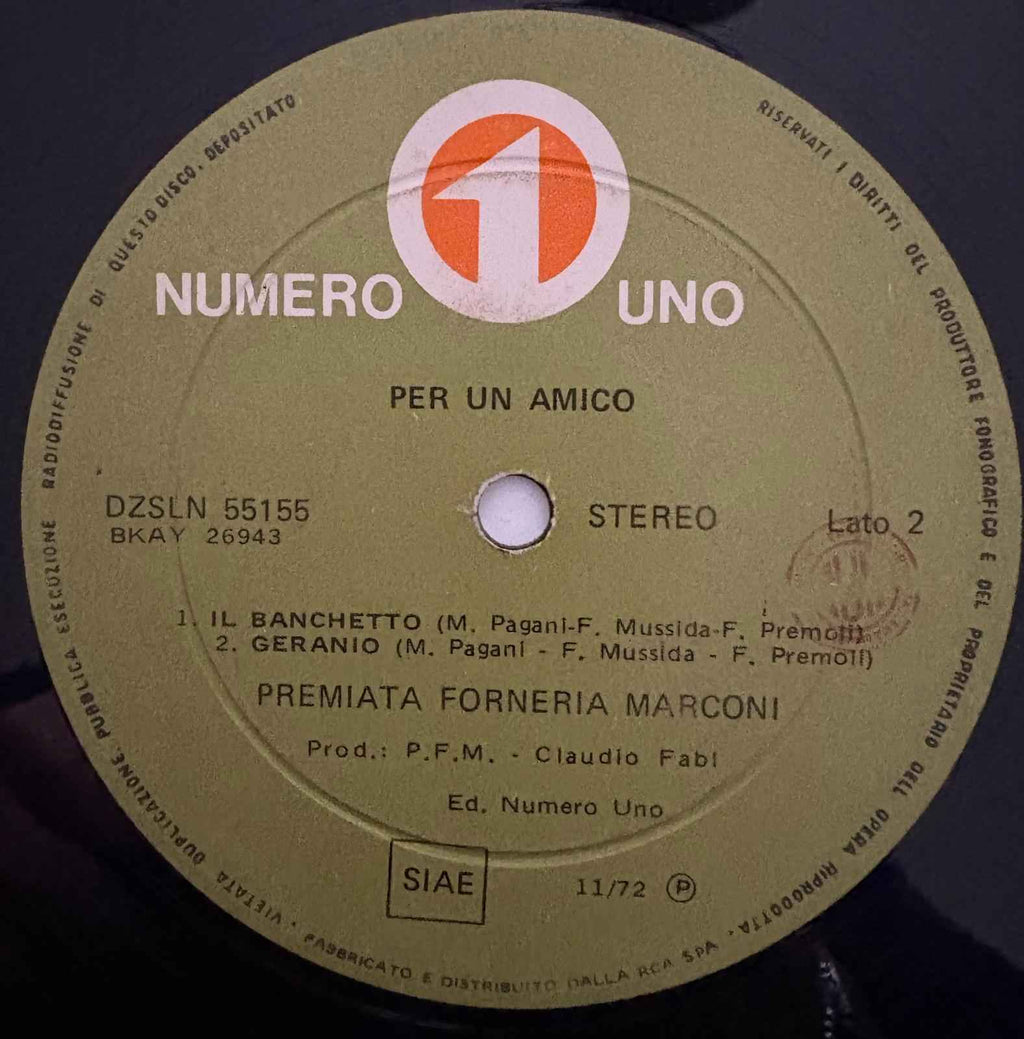 RISERVATI I DIRITTI DEL PRODUTTORE FONOGRAFICO E DEL PROPRIETARIO DELL'OPERA RIPRODOTTA. VIETATA DUPLICAZIONE, PUBBLICA ESECUZIONE RADIODIFFUSIONE DI QUESTO DISCO. DEPOSITATO
1
NUMERO UNO
PER UN AMICO
DZSLN 55155 STEREO Lato 2
BKAY 26943
1. IL BANCHETTO (M. Pagani-F. Mussida-F. Premoli)
2. GERANIO (M. Pagani - F. Mussida - F. Premoli)
PREMIATA FORNERIA MARCONI
Prod.: P.F.M. - Claudio Fabi
Ed. Numero Uno
SIAE 11/72 Ⓟ
FABBRICATO E DISTRIBUITO DALLA RCA SPA